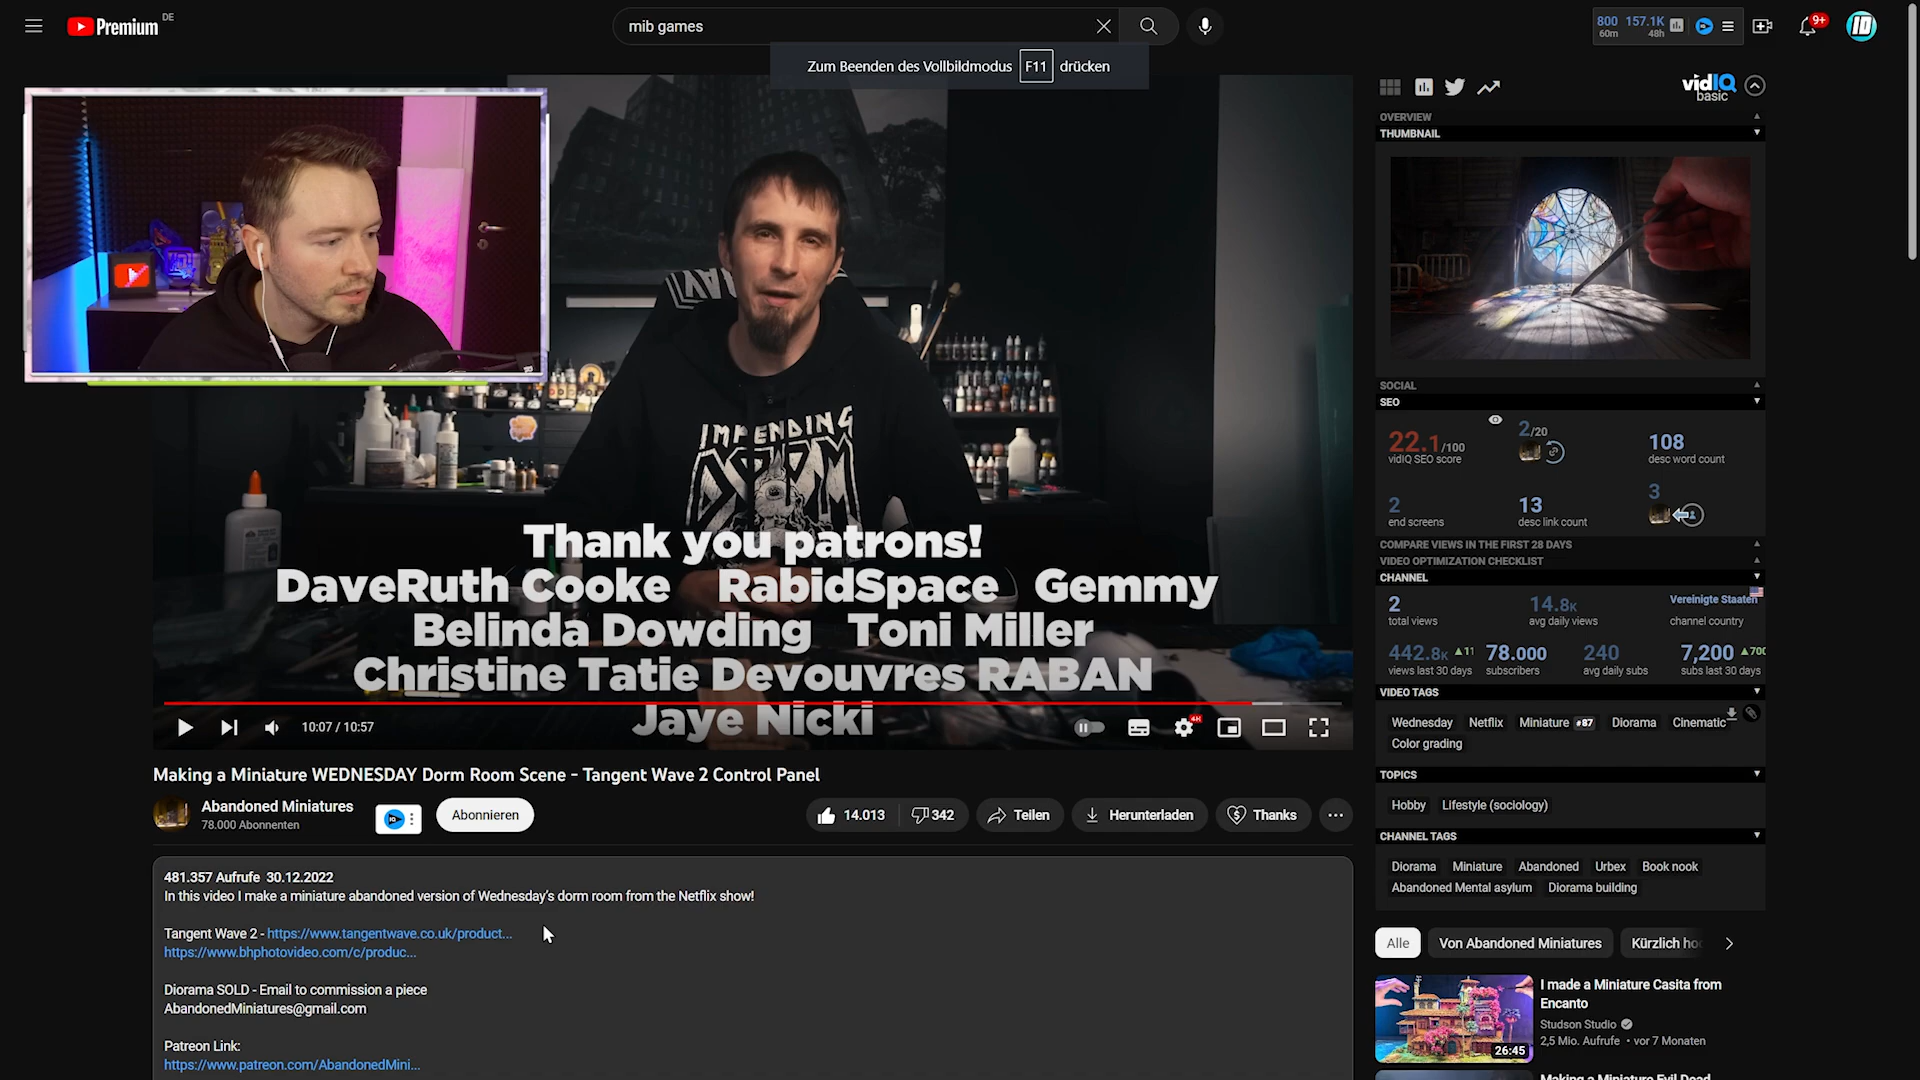 Premium DE
mib games
800 157.1K
60m 48h
9+
Zum Beenden des Vollbildmodus F11 drücken
vidIQ
basic
OVERVIEW
THUMBNAIL
SOCIAL
SEO
22.1/100
vidIQ SEO score
2/20
108
desc word count
2
end screens
13
desc link count
3
COMPARE VIEWS IN THE FIRST 28 DAYS
VIDEO OPTIMIZATION CHECKLIST
CHANNEL
2
total views
14.8K
avg daily views
Vereinigte Staaten
channel country
442.8K ▲11
views last 30 days
78.000
subscribers
240
avg daily subs
7,200 ▲700
subs last 30 days
VIDEO TAGS
Wednesday Netflix Miniature #87 Diorama Cinematic
Color grading
TOPICS
Hobby Lifestyle (sociology)
CHANNEL TAGS
Diorama Miniature Abandoned Urbex Book nook
Abandoned Mental asylum Diorama building
IMPENDING
DOOM
Thank you patrons!
DaveRuth Cooke RabidSpace Gemmy
Belinda Dowding Toni Miller
Christine Tatie Devouvres RABAN
Jaye Nicki
10:07 / 10:57
Making a Miniature WEDNESDAY Dorm Room Scene - Tangent Wave 2 Control Panel
Abandoned Miniatures
78.000 Abonnenten
Abonnieren
14.013 342 Teilen Herunterladen Thanks
481.357 Aufrufe 30.12.2022
In this video I make a miniature abandoned version of Wednesday's dorm room from the Netflix show!
Tangent Wave 2 - https://www.tangentwave.co.uk/product...
https://www.bhphotovideo.com/c/produc...
Diorama SOLD - Email to commission a piece
AbandonedMiniatures@gmail.com
Patreon Link:
https://www.patreon.com/AbandonedMini...
Alle Von Abandoned Miniatures Kürzlich ho
I made a Miniature Casita from
Encanto
Studson Studio
2,5 Mio. Aufrufe • vor 7 Monaten
26:45
Making a Miniature Evil Dead